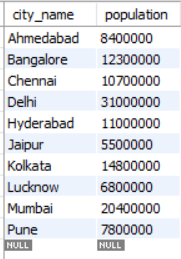 city_name population
Ahmedabad 8400000
Bangalore 12300000
Chennai 10700000
Delhi 31000000
Hyderabad 11000000
Jaipur 5500000
Kolkata 14800000
Lucknow 6800000
Mumbai 20400000
Pune 7800000
NULL NULL